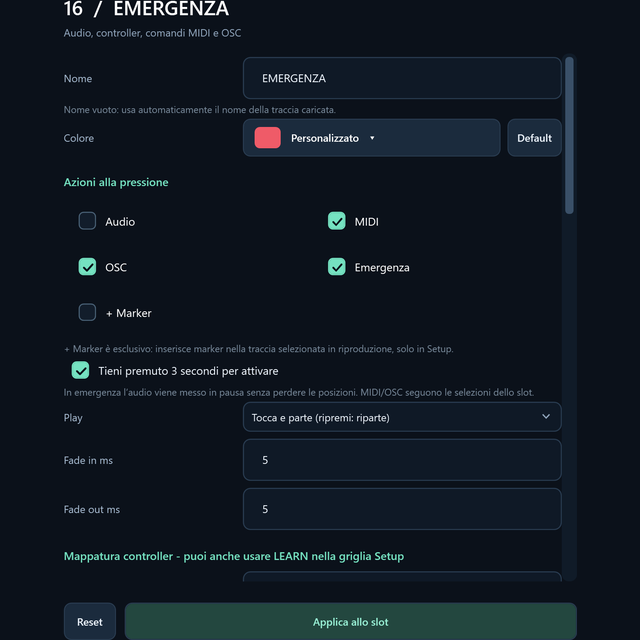 16 / EMERGENZA
Audio, controller, comandi MIDI e OSC
Nome
EMERGENZA
Nome vuoto: usa automaticamente il nome della traccia caricata.
Colore
Personalizzato
Default
Azioni alla pressione
Audio
MIDI
OSC
Emergenza
+ Marker
+ Marker è esclusivo: inserisce marker nella traccia selezionata in riproduzione, solo in Setup.
Tieni premuto 3 secondi per attivare
In emergenza l'audio viene messo in pausa senza perdere le posizioni. MIDI/OSC seguono le selezioni dello slot.
Play
Tocca e parte (ripremi: riparte)
Fade in ms
5
Fade out ms
5
Mappatura controller - puoi anche usare LEARN nella griglia Setup
Reset
Applica allo slot